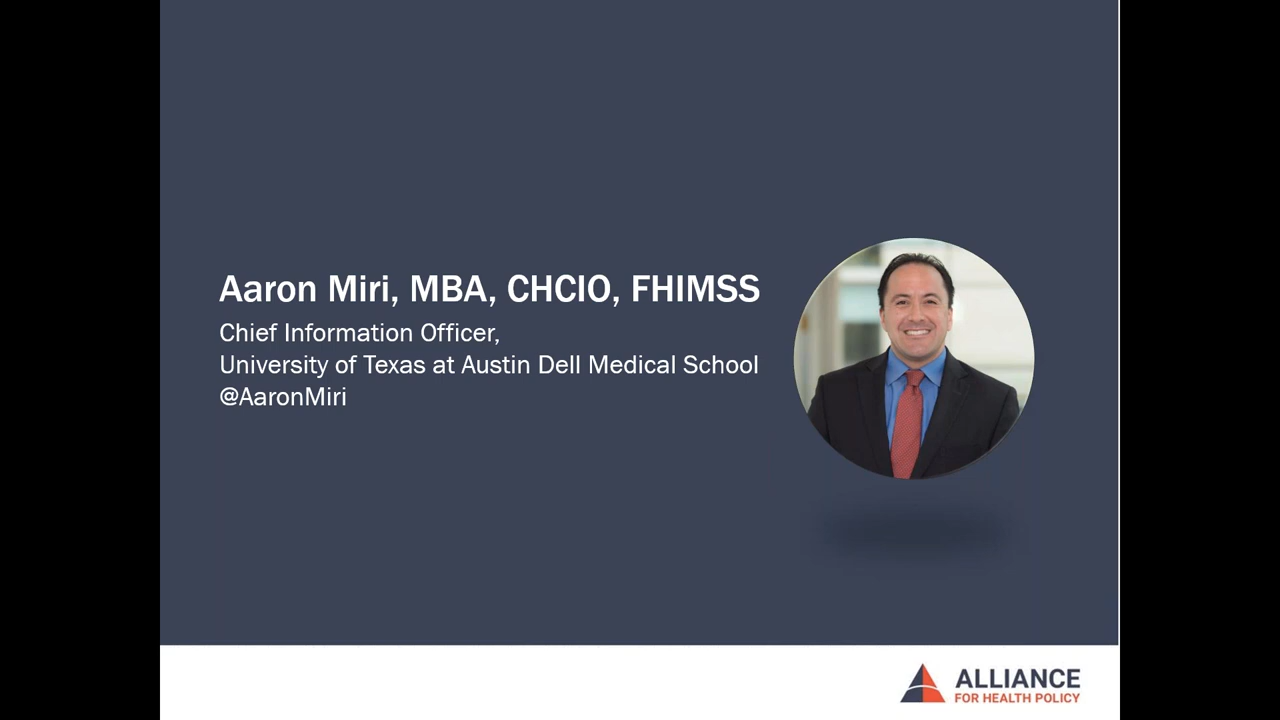 Aaron Miri, MBA, CHCIO, FHIMSS
Chief Information Officer,
University of Texas at Austin Dell Medical School
@AaronMiri
ALLIANCE
FOR HEALTH POLICY